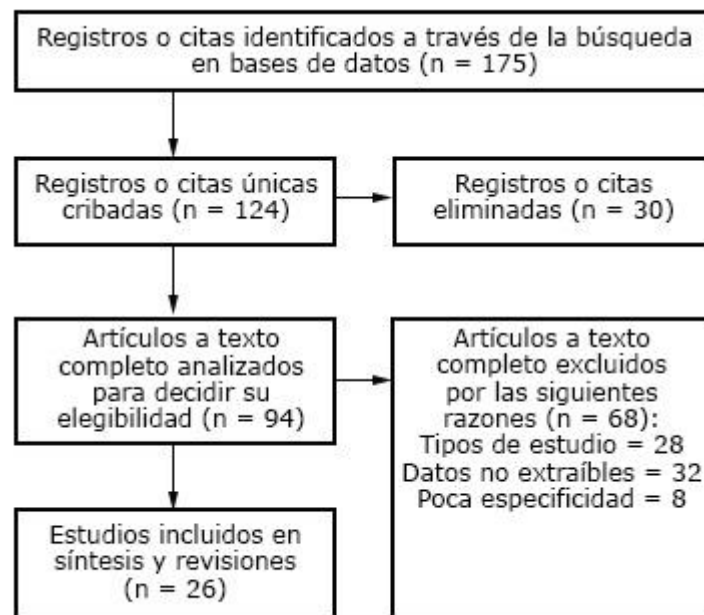 Registros o citas identificados a través de la búsqueda
en bases de datos (n = 175)
Registros o citas únicas
cribadas (n = 124)
Registros o citas
eliminadas (n = 30)
Artículos a texto
completo analizados
para decidir su
elegibilidad (n = 94)
Artículos a texto
completo excluidos
por las siguientes
razones (n = 68):
Tipos de estudio = 28
Datos no extraíbles = 32
Poca especificidad = 8
Estudios incluidos en
síntesis y revisiones
(n = 26)